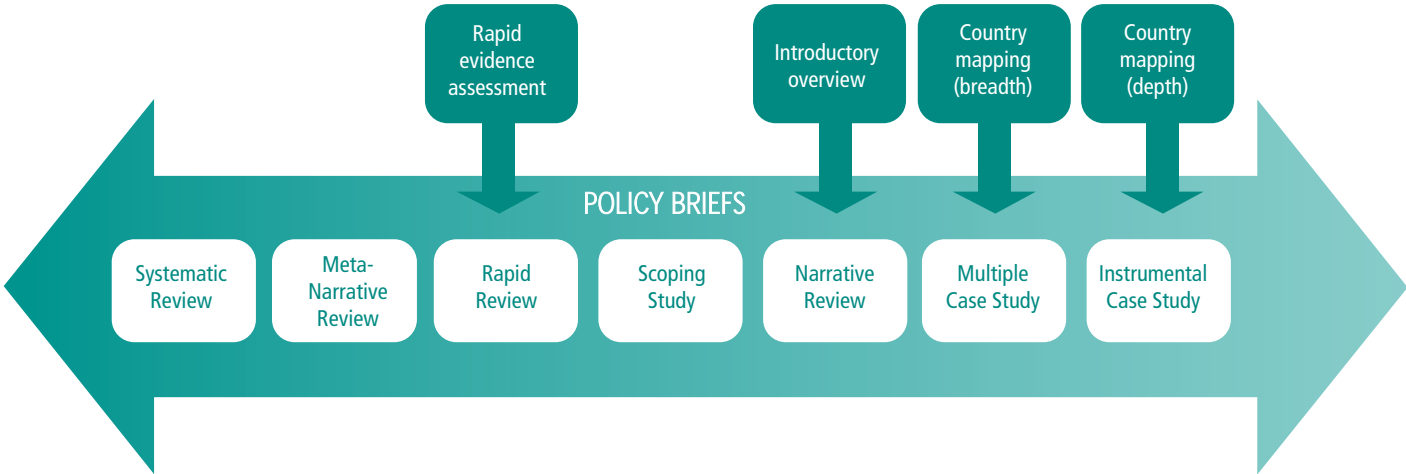 Rapid
evidence
assessment
Introductory
overview
Country
mapping
(breadth)
Country
mapping
(depth)
POLICY BRIEFS
Systematic
Review
Meta-
Narrative
Review
Rapid
Review
Scoping
Study
Narrative
Review
Multiple
Case Study
Instrumental
Case Study